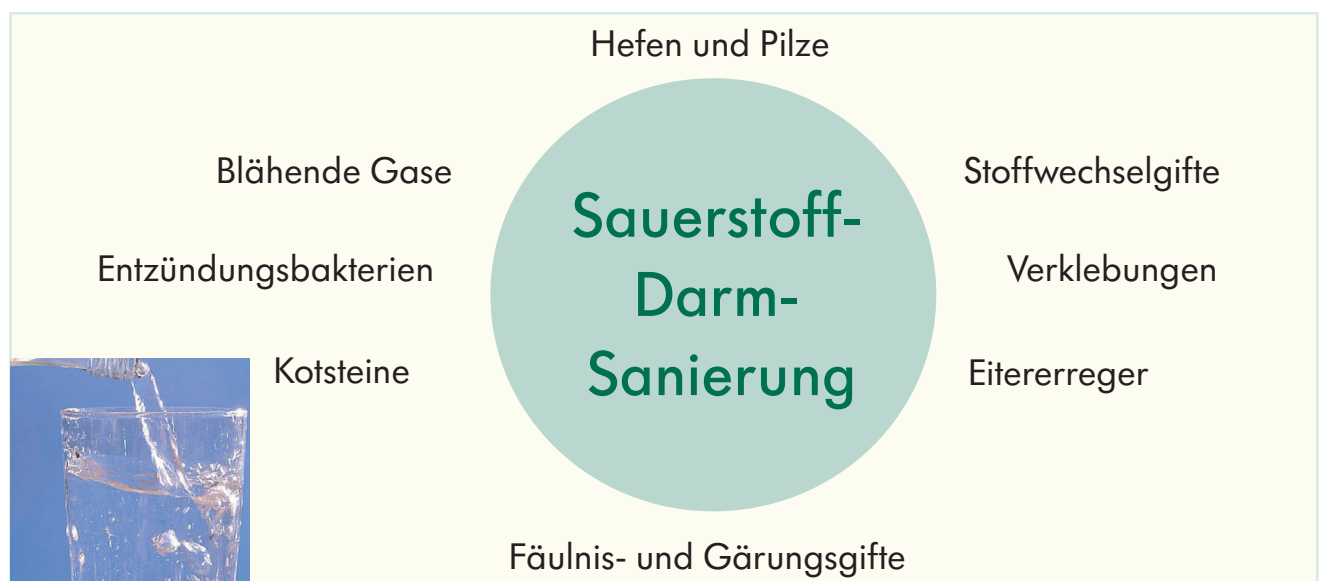 Hefen und Pilze
Blähende Gase
Stoffwechselgifte
Entzündungsbakterien
Verklebungen
Kotsteine
Eitererreger
Sauerstoff-
Darm-
Sanierung
Fäulnis- und Gärungsgifte